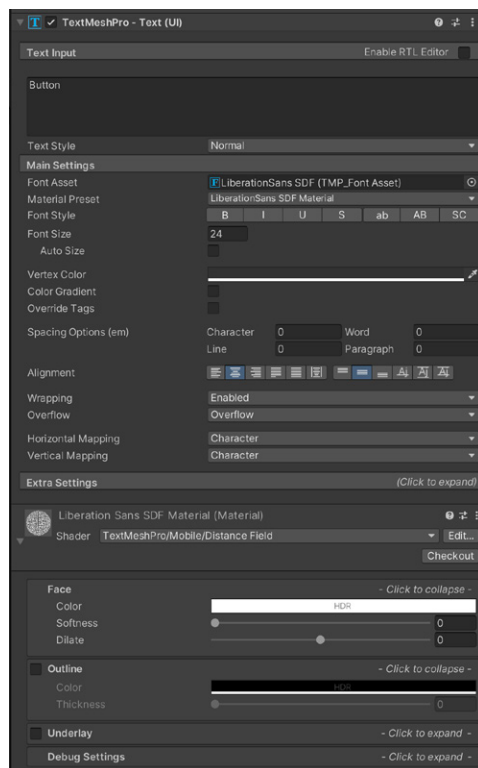 TextMeshPro - Text (UI)
Text Input Enable RTL Editor
Button
Text Style Normal
Main Settings
Font Asset LiberationSans SDF (TMP_Font Asset)
Material Preset LiberationSans SDF Material
Font Style B I U S ab AB SC
Font Size 24
Auto Size
Vertex Color
Color Gradient
Override Tags
Spacing Options (em) Character 0 Word 0
Line 0 Paragraph 0
Alignment
Wrapping Enabled
Overflow Overflow
Horizontal Mapping Character
Vertical Mapping Character
Extra Settings (Click to expand)
Liberation Sans SDF Material (Material)
Shader TextMeshPro/Mobile/Distance Field Edit...
Checkout
Face - Click to collapse -
Color HDR
Softness 0
Dilate 0
Outline - Click to collapse -
Color HDR
Thickness 0
Underlay - Click to expand -
Debug Settings - Click to expand -